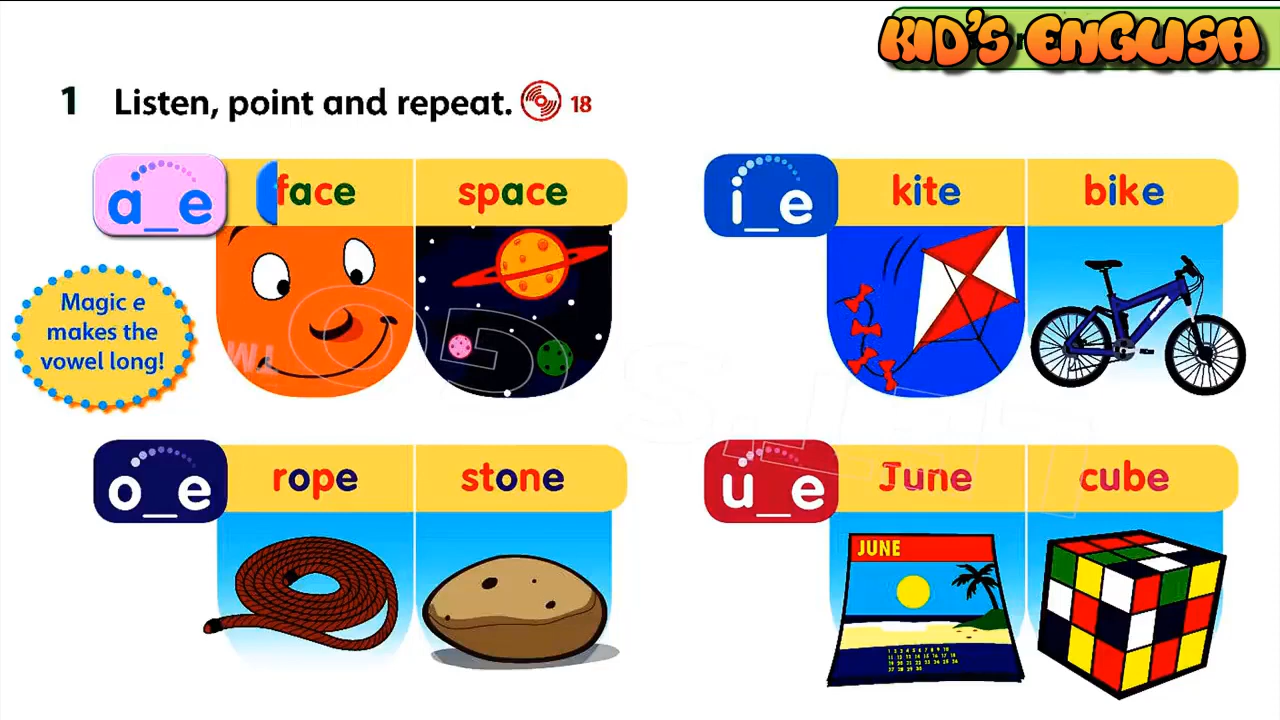 KID'S ENGLISH
1 Listen, point and repeat. 18
a_e face space
i_e kite bike
Magic e
makes the
vowel long!
o_e rope stone
u_e June cube
JUNE